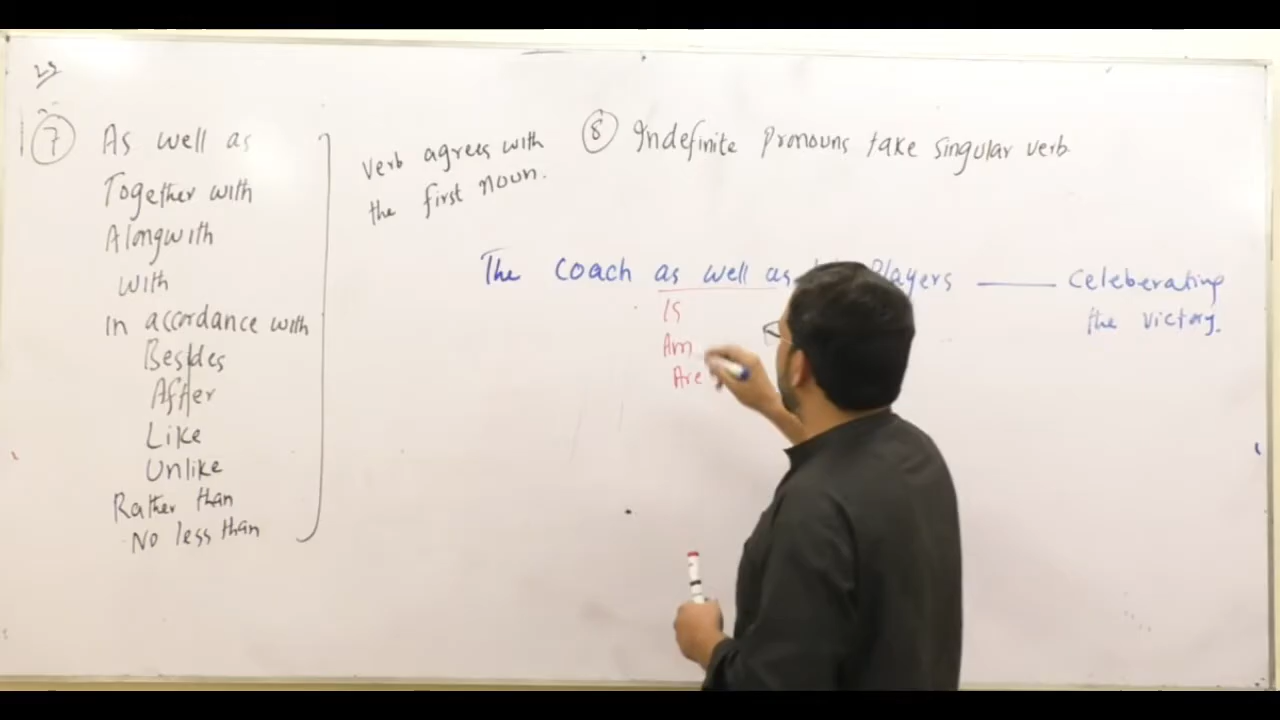 29
7 As well as
Together with
Alongwith
with
In accordance with
Besides
After
Like
Unlike
Rather than
No less than
Verb agrees with
the first noun.
8 Indefinite pronouns take singular verb
The Coach as well as Players ——— Celeberating
the victory.
Is
Am
Are